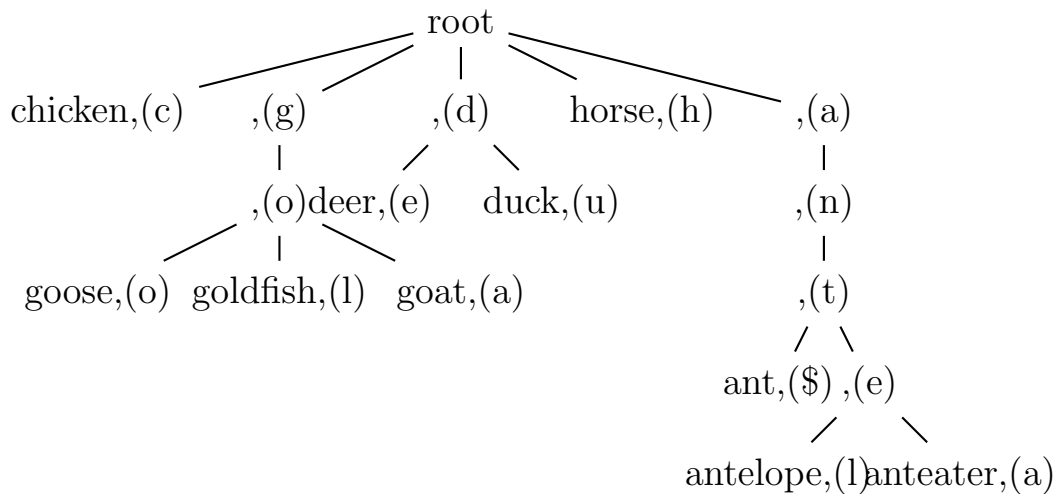 root
chicken,(c) ,(g) ,(d) horse,(h) ,(a)
,(o) deer,(e) duck,(u) ,(n)
goose,(o) goldfish,(l) goat,(a) ,(t)
ant,($) ,(e)
antelope,(l) anteater,(a)